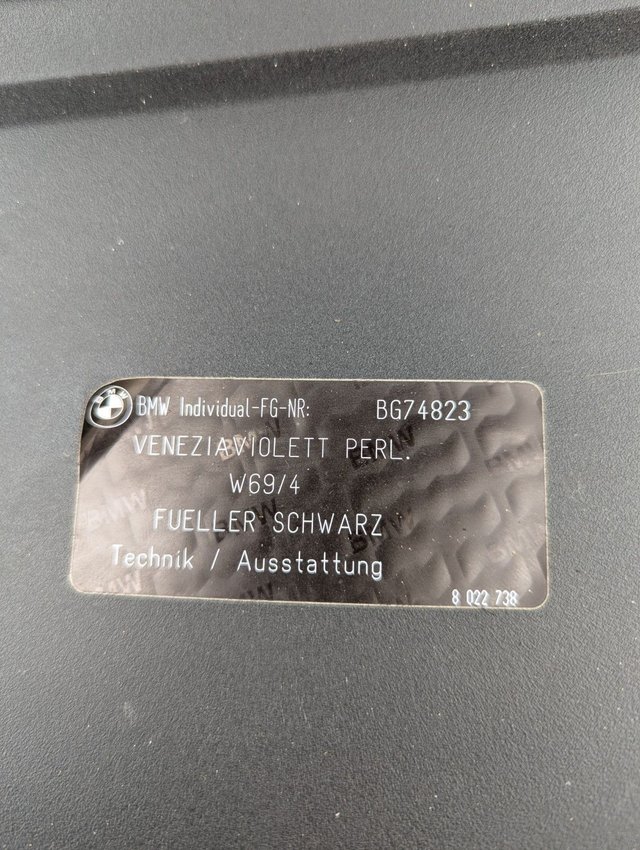 BMW Individual-FG-NR: BG74823
VENEZIAVIOLETT PERL.
W69/4
FUELLER SCHWARZ
Technik / Ausstattung
8 022 738